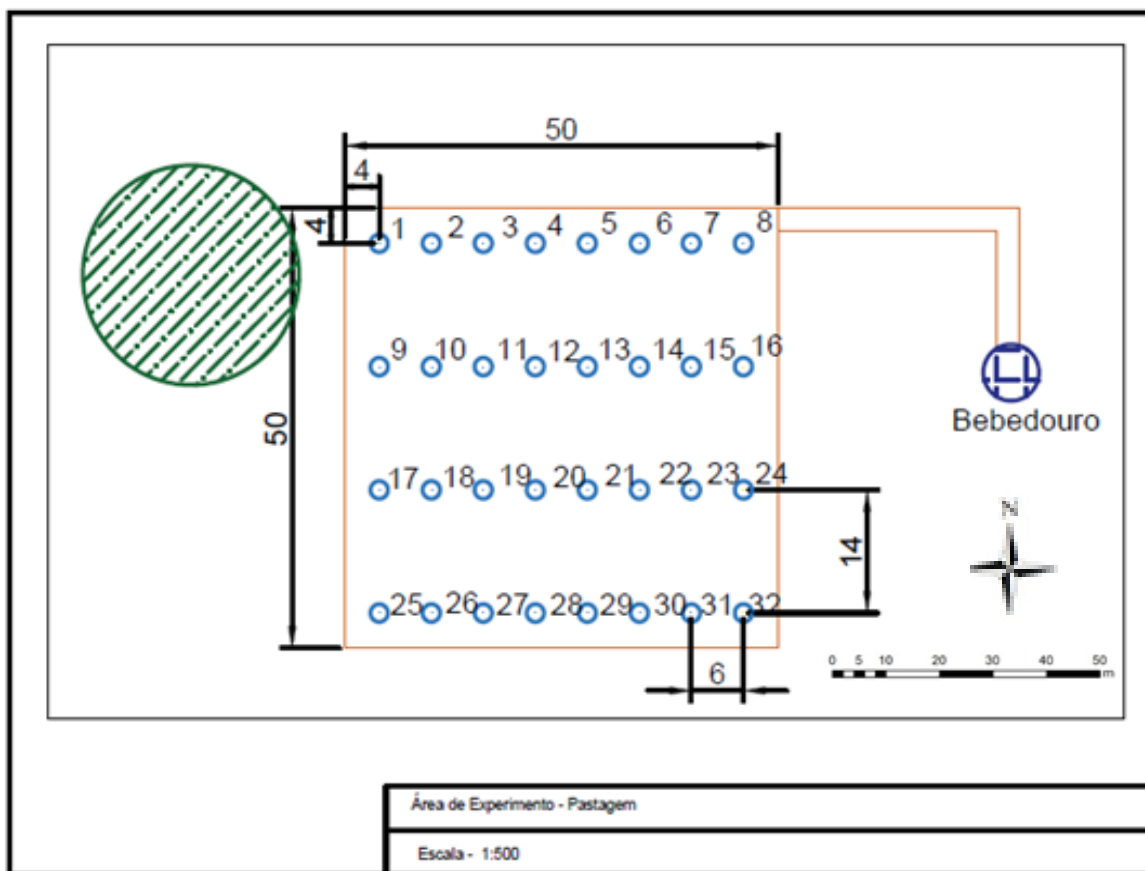 50
4
4
1 2 3 4 5 6 7 8
9 10 11 12 13 14 15 16
Bebedouro
50
17 18 19 20 21 22 23 24
N
14
25 26 27 28 29 30 31 32
0 5 10 20 30 40 50
m
6
Área de Experimento - Pastagem
Escala - 1:500